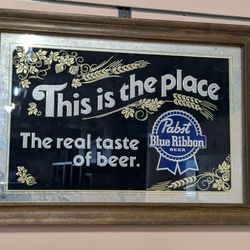 This is the place
The real taste
of beer.
Pabst
Blue Ribbon
BEER